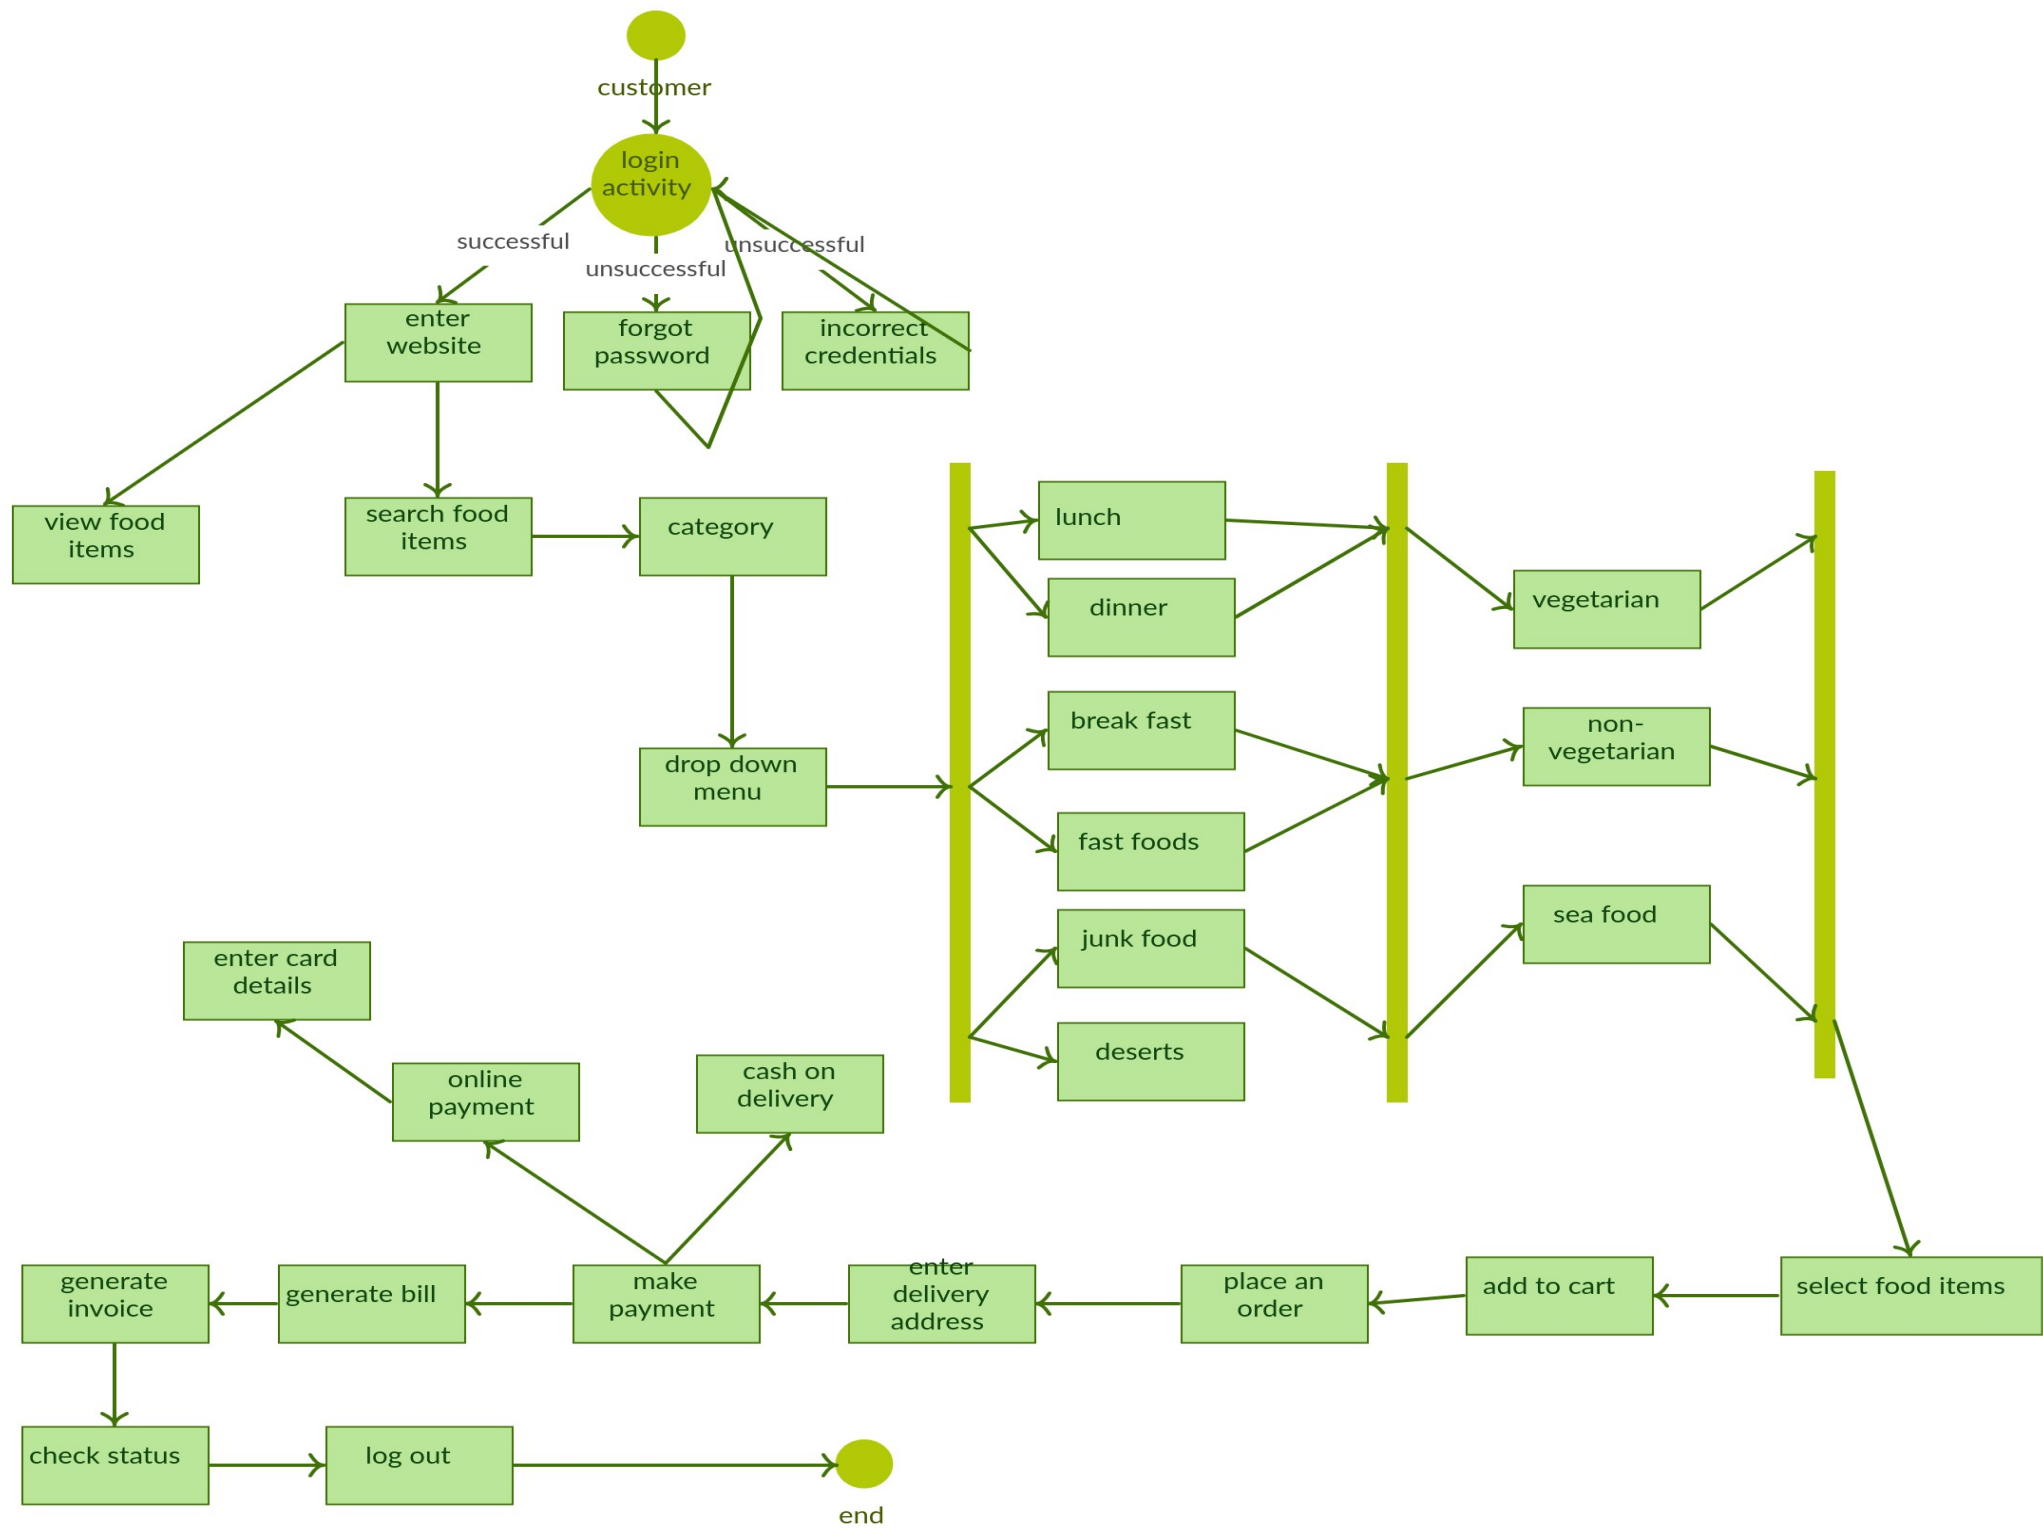 customer
login
activity
successful
unsuccessful
unsuccessful
enter
website
forgot
password
incorrect
credentials
view food
items
search food
items
category
lunch
dinner
vegetarian
break fast
non-
vegetarian
drop down
menu
fast foods
sea food
junk food
enter card
details
deserts
online
payment
cash on
delivery
generate
invoice
generate bill
make
payment
enter
delivery
address
place an
order
add to cart
select food items
check status
log out
end